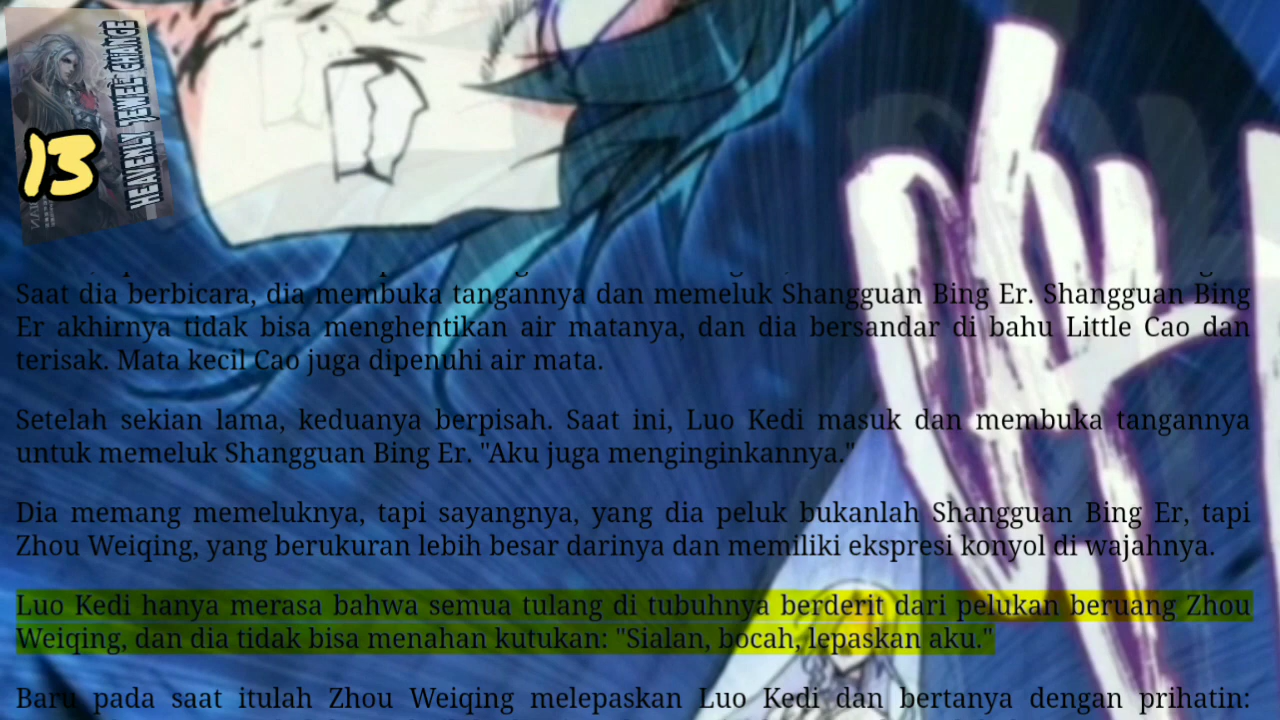 HEAVENLY JEWEL CHANGE
13
Saat dia berbicara, dia membuka tangannya dan memeluk Shangguan Bing Er. Shangguan Bing
Er akhirnya tidak bisa menghentikan air matanya, dan dia bersandar di bahu Little Cao dan
terisak. Mata kecil Cao juga dipenuhi air mata.
Setelah sekian lama, keduanya berpisah. Saat ini, Luo Kedi masuk dan membuka tangannya
untuk memeluk Shangguan Bing Er. "Aku juga menginginkannya."
Dia memang memeluknya, tapi sayangnya, yang dia peluk bukanlah Shangguan Bing Er, tapi
Zhou Weiqing, yang berukuran lebih besar darinya dan memiliki ekspresi konyol di wajahnya.
Luo Kedi hanya merasa bahwa semua tulang di tubuhnya berderit dari pelukan beruang Zhou
Weiqing, dan dia tidak bisa menahan kutukan: "Sialan, bocah, lepaskan aku."
Baru pada saat itulah Zhou Weiqing melepaskan Luo Kedi dan bertanya dengan prihatin: